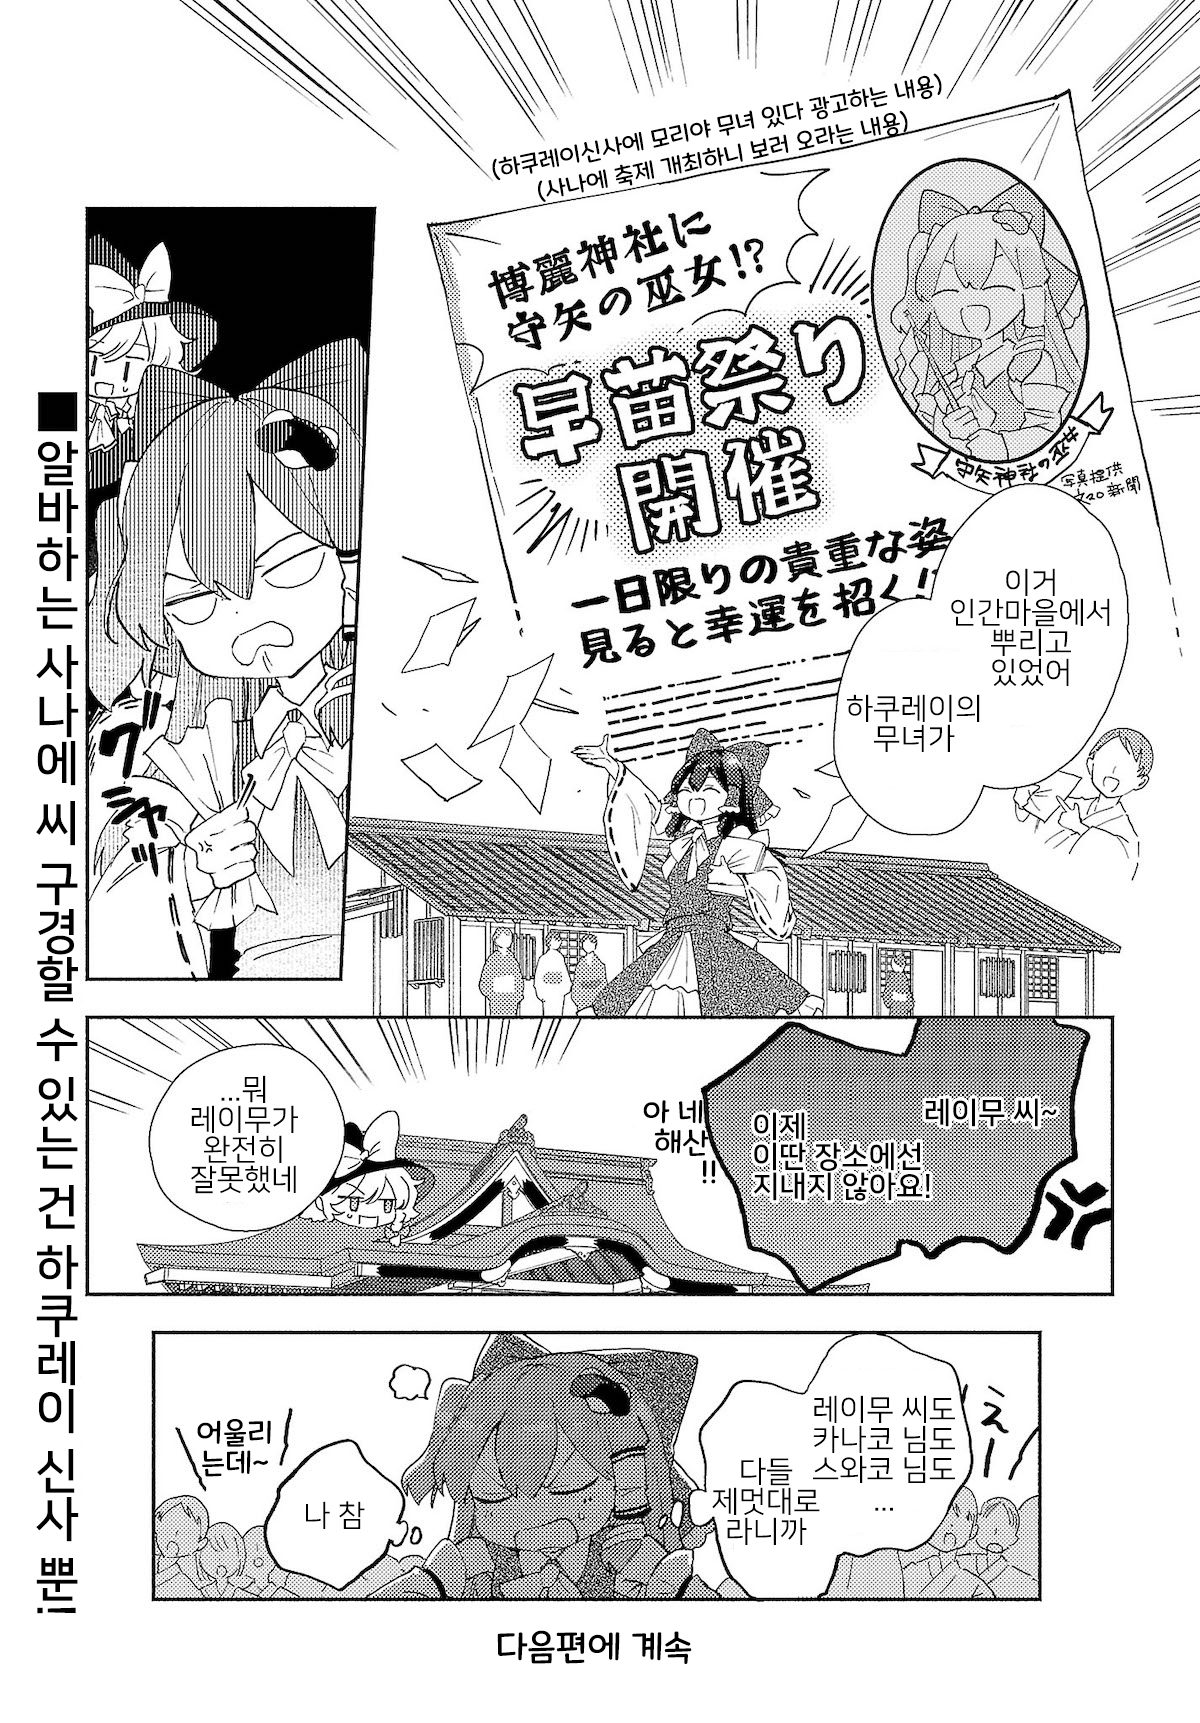 (하쿠레이신사에 모리야 무녀 있다 광고하는 내용)
(사나에 축제 개최하니 보러 오라는 내용)
博麗神社に
守矢の巫女!?
早苗祭り
開催
一日限りの貴重な姿
見ると幸運を招く!
写真提供
文々新聞
이거
인간마을에서
뿌리고
있었어
하쿠레이의
무녀가
グッ
레이무 씨~
이제
이딴 장소에선
지내지 않아요!
아 네
해산
!!
...뭐
레이무가
완전히
잘못했네
레이무 씨도
카나코 님도
스와코 님도
...
다들
제멋대로
라니까
え
나 참
어울리
는데~
■알바하는 사나에 씨 구경할 수 있는 건 하쿠레이 신사 뿐!
다음편에 계속